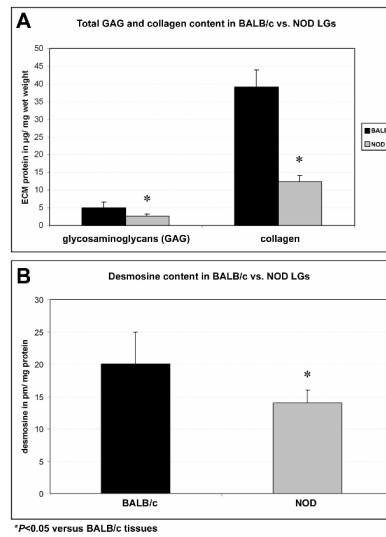 A
Total GAG and collagen content in BALB/c vs. NOD LGs
ECM protein in µg/ mg wet weight
50
45
40
35
30
25
20
15
10
5
0
*
*
glycosaminoglycans (GAG)
collagen
NOD
B
Desmosine content in BALB/c vs. NOD LGs
desmosine in pm/ mg protein
30
25
20
15
10
5
0
*
BALB/c
NOD
*P<0.05 versus BALB/c tissues